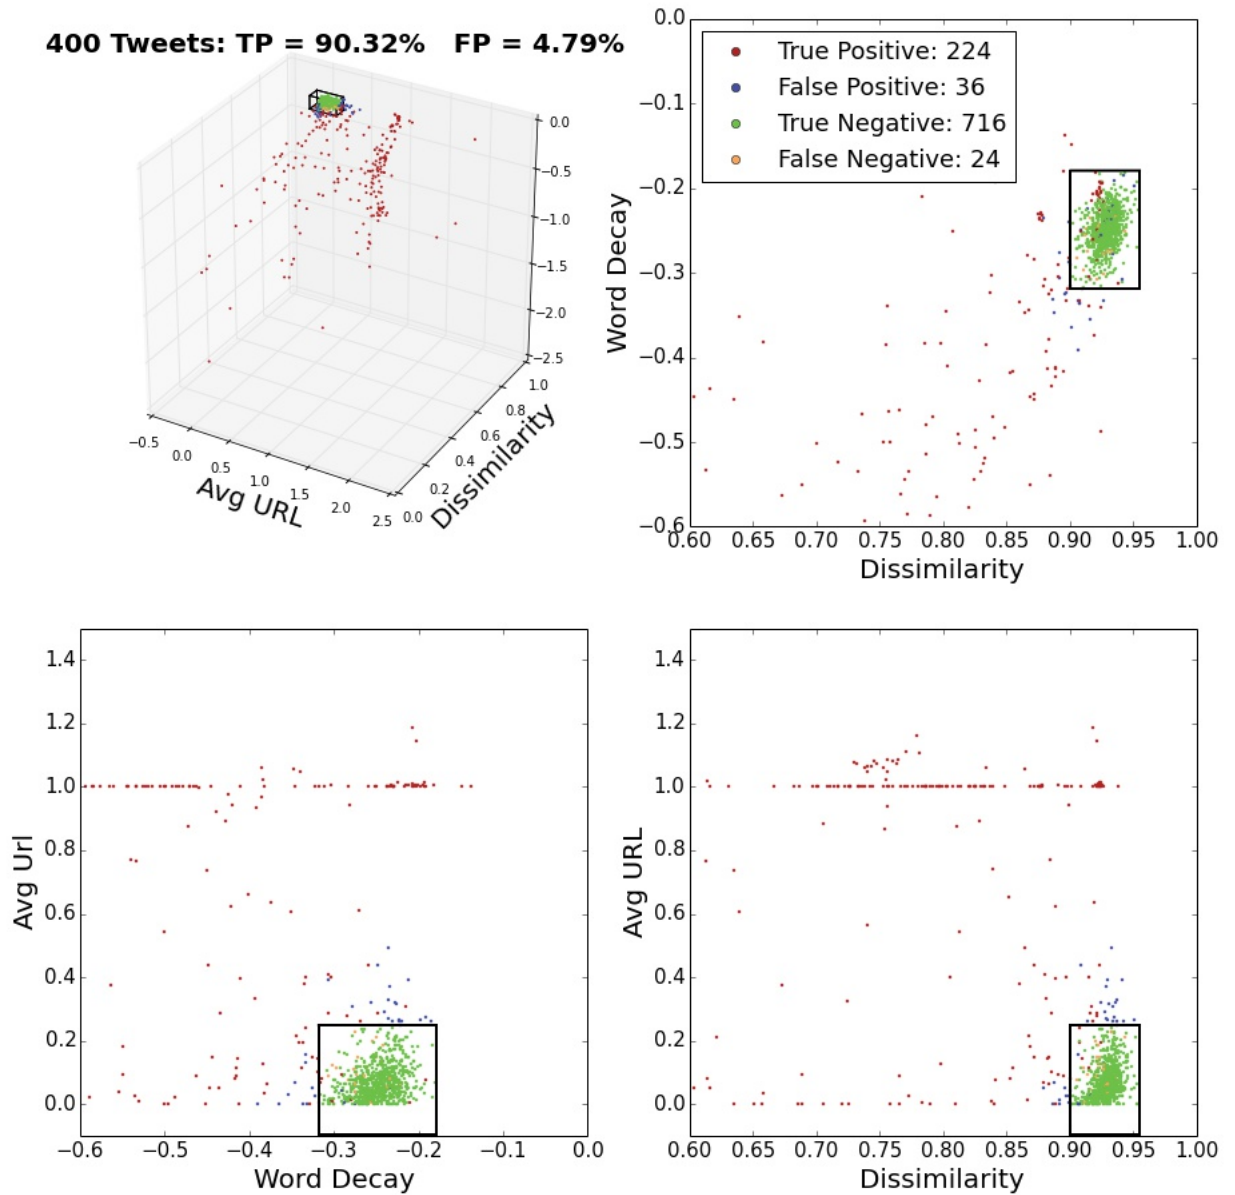 400 Tweets: TP = 90.32%   FP = 4.79%
0.0
−0.5
−1.0
−1.5
−2.0
−2.5
1.0
0.8
0.6
0.4
0.2
0.0
−0.5
0.0
0.5
1.0
1.5
2.0
2.5
Avg URL
Dissimilarity
True Positive: 224
False Positive: 36
True Negative: 716
False Negative: 24
0.0
−0.1
−0.2
−0.3
−0.4
−0.5
−0.6
Word Decay
0.60 0.65 0.70 0.75 0.80 0.85 0.90 0.95 1.00
Dissimilarity
1.4
1.2
1.0
0.8
0.6
0.4
0.2
0.0
Avg Url
−0.6 −0.5 −0.4 −0.3 −0.2 −0.1 0.0
Word Decay
1.4
1.2
1.0
0.8
0.6
0.4
0.2
0.0
Avg URL
0.60 0.65 0.70 0.75 0.80 0.85 0.90 0.95 1.00
Dissimilarity